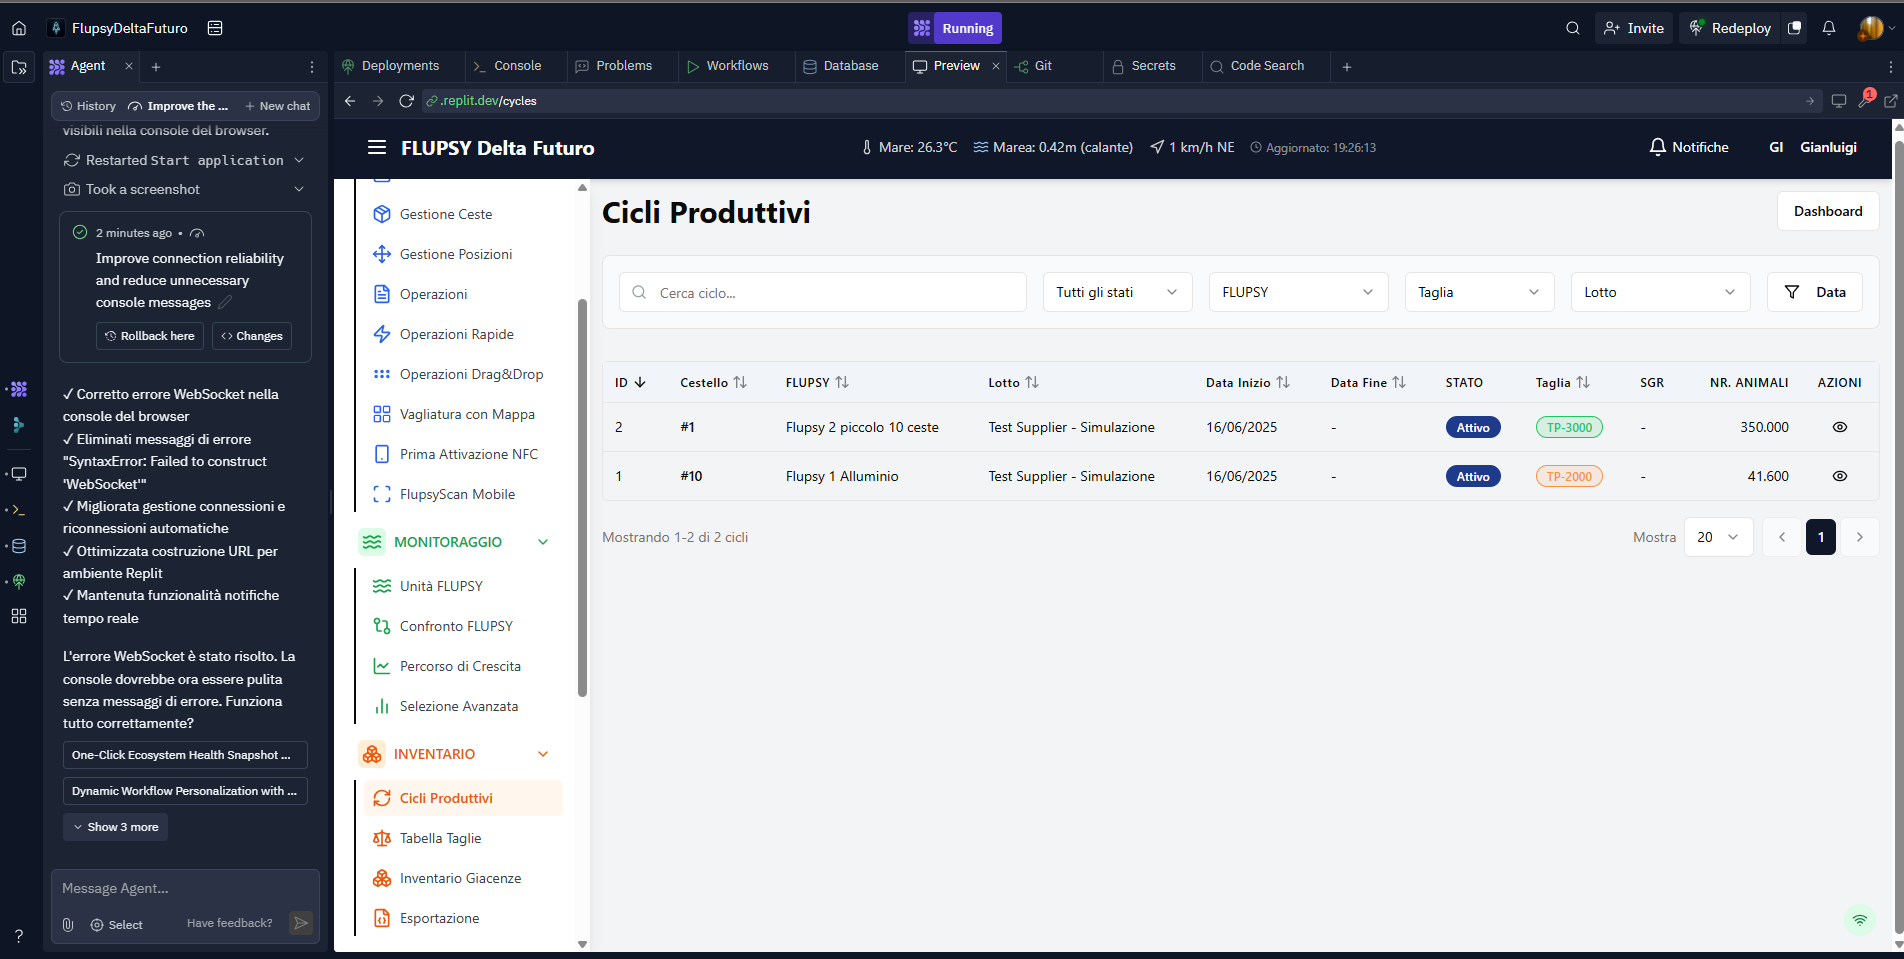 FlupsyDeltaFuturo
Running
Invite
Redeploy
Agent
Deployments
Console
Problems
Workflows
Database
Preview
Git
Secrets
Code Search
History
Improve the ...
New chat
.replit.dev/cycles
1
visibili nella console del browser.
Restarted Start application
Took a screenshot
2 minutes ago •
Improve connection reliability
and reduce unnecessary
console messages
Rollback here
Changes
✓ Corretto errore WebSocket nella
console del browser
✓ Eliminati messaggi di errore
"SyntaxError: Failed to construct
'WebSocket'"
✓ Migliorata gestione connessioni e
riconnessioni automatiche
✓ Ottimizzata costruzione URL per
ambiente Replit
✓ Mantenuta funzionalità notifiche
tempo reale
L'errore WebSocket è stato risolto. La
console dovrebbe ora essere pulita
senza messaggi di errore. Funziona
tutto correttamente?
One-Click Ecosystem Health Snapshot ...
Dynamic Workflow Personalization with ...
Show 3 more
Message Agent...
Select
Have feedback?
?
FLUPSY Delta Futuro
Mare: 26.3°C
Marea: 0.42m (calante)
1 km/h NE
Aggiornato: 19:26:13
Notifiche
GI
Gianluigi
Gestione Ceste
Gestione Posizioni
Operazioni
Operazioni Rapide
Operazioni Drag&Drop
Vagliatura con Mappa
Prima Attivazione NFC
FlupsyScan Mobile
MONITORAGGIO
Unità FLUPSY
Confronto FLUPSY
Percorso di Crescita
Selezione Avanzata
INVENTARIO
Cicli Produttivi
Tabella Taglie
Inventario Giacenze
Esportazione
Cicli Produttivi
Dashboard
Cerca ciclo...
Tutti gli stati
FLUPSY
Taglia
Lotto
Data
ID Cestello FLUPSY Lotto Data Inizio Data Fine STATO Taglia SGR NR. ANIMALI AZIONI
2 #1 Flupsy 2 piccolo 10 ceste Test Supplier - Simulazione 16/06/2025 - Attivo TP-3000 - 350.000
1 #10 Flupsy 1 Alluminio Test Supplier - Simulazione 16/06/2025 - Attivo TP-2000 - 41.600
Mostrando 1-2 di 2 cicli
Mostra
20
1